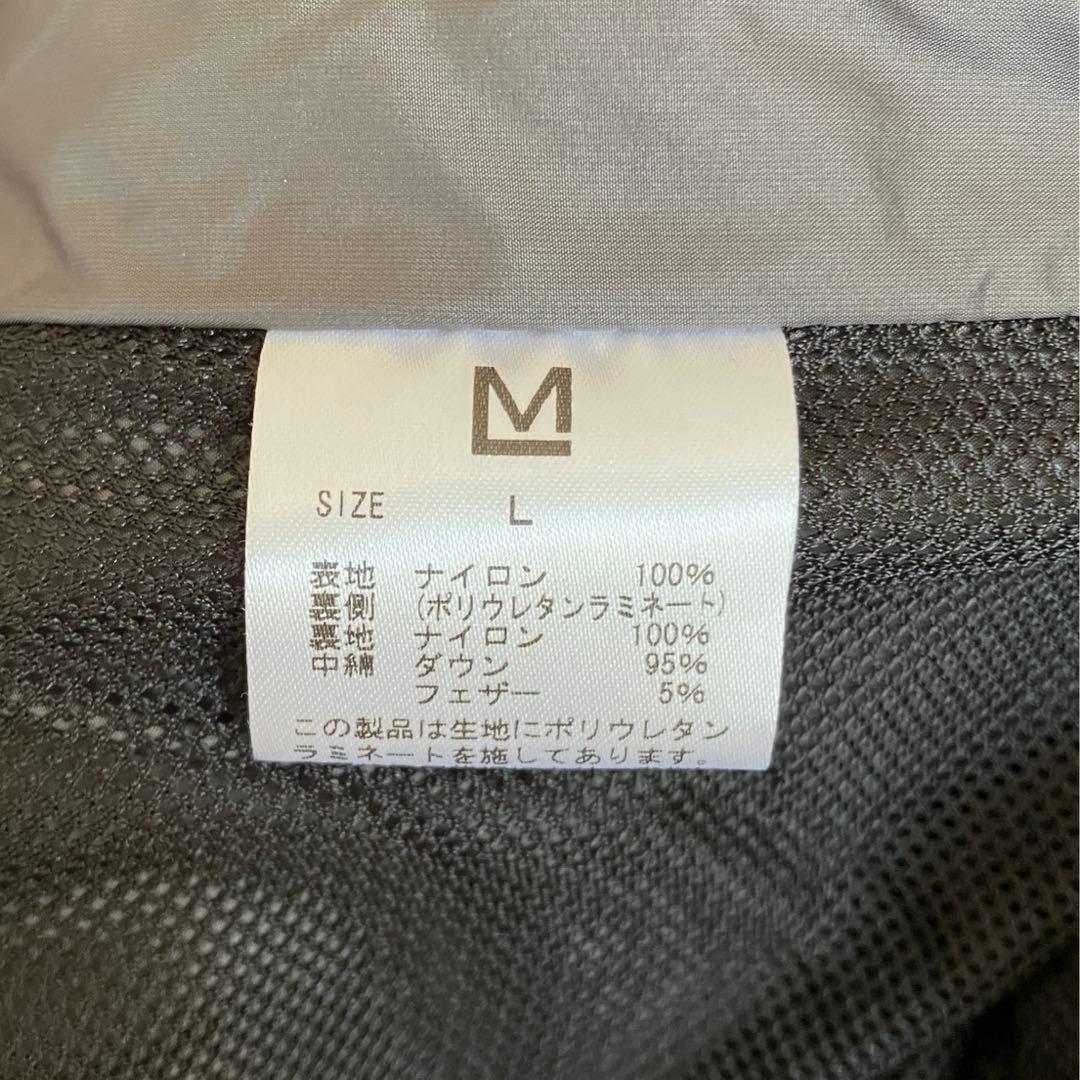 M
SIZE L
表地 ナイロン 100%
裏側 (ポリウレタンラミネート)
裏地 ナイロン 100%
中綿 ダウン 95%
フェザー 5%
この製品は生地にポリウレタン
ラミネートを施してあります。